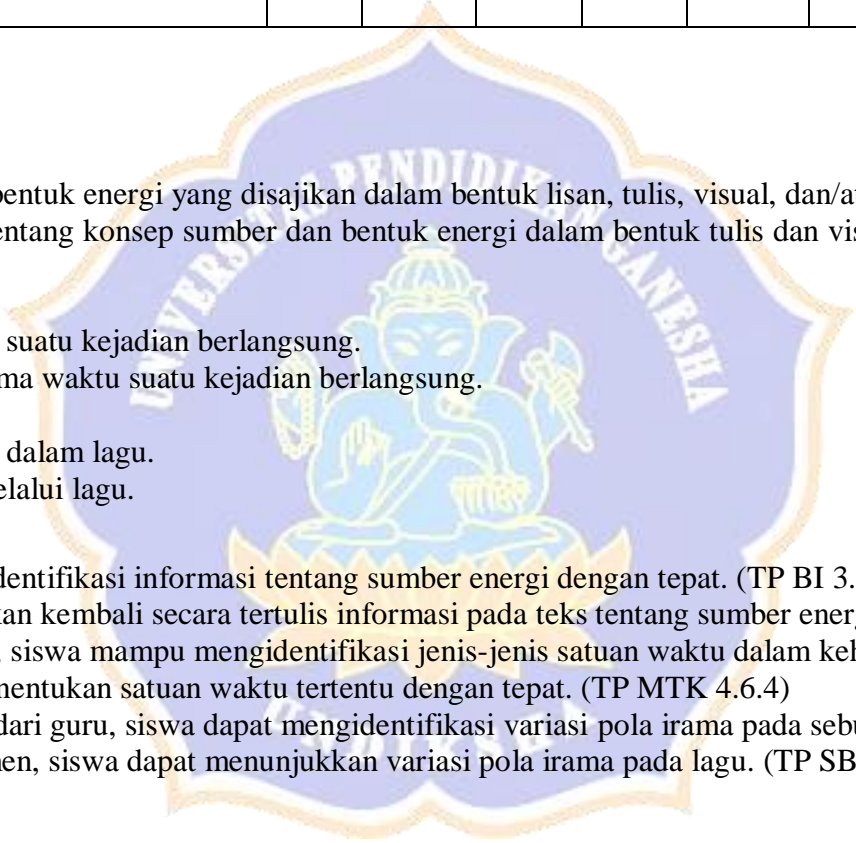 bentuk energi yang disajikan dalam bentuk lisan, tulis, visual, dan/at
entang konsep sumber dan bentuk energi dalam bentuk tulis dan vis
suatu kejadian berlangsung.
ma waktu suatu kejadian berlangsung.
dalam lagu.
elalui lagu.
dentifikasi informasi tentang sumber energi dengan tepat. (TP BI 3.
kan kembali secara tertulis informasi pada teks tentang sumber energ
, siswa mampu mengidentifikasi jenis-jenis satuan waktu dalam keh
nentukan satuan waktu tertentu dengan tepat. (TP MTK 4.6.4)
dari guru, siswa dapat mengidentifikasi variasi pola irama pada sebu
nen, siswa dapat menunjukkan variasi pola irama pada lagu. (TP SB
UNIVERSITAS PENDIDIKAN GANESHA
UNDIKSHA